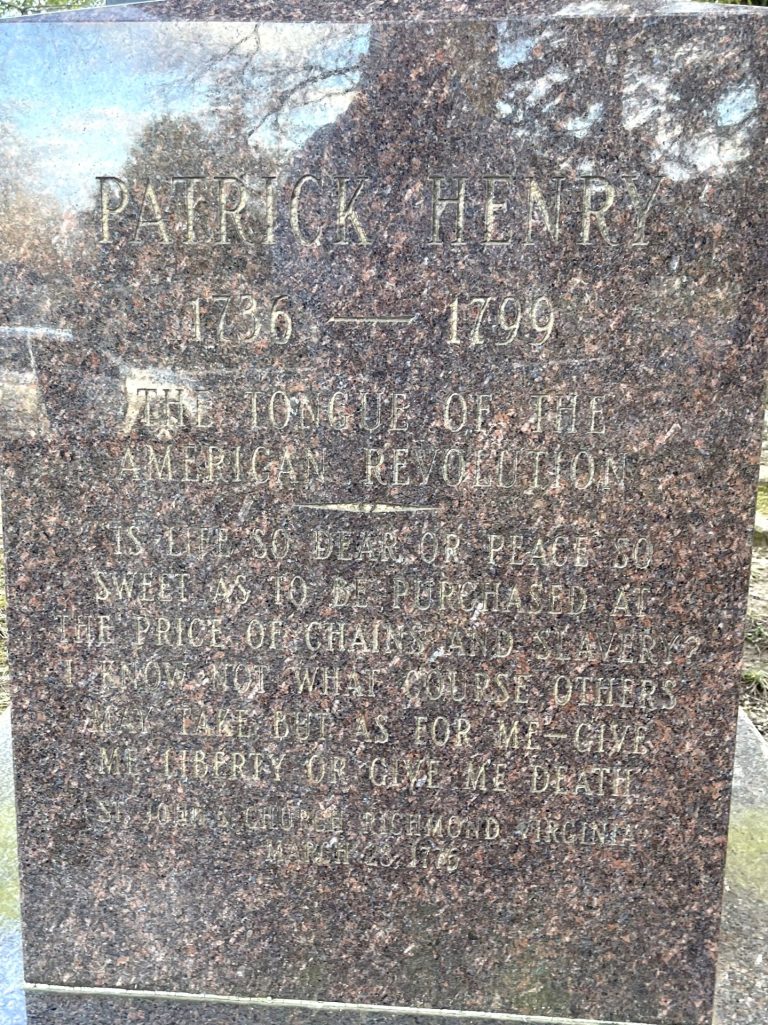 PATRICK HENRY
1736 — 1799
THE TONGUE OF THE
AMERICAN REVOLUTION
"IS LIFE SO DEAR OR PEACE SO
SWEET AS TO BE PURCHASED AT
THE PRICE OF CHAINS AND SLAVERY?
I KNOW NOT WHAT COURSE OTHERS
MAY TAKE BUT AS FOR ME—GIVE
ME LIBERTY OR GIVE ME DEATH"
ST. JOHN'S CHURCH RICHMOND, VIRGINIA
MARCH 23, 1775